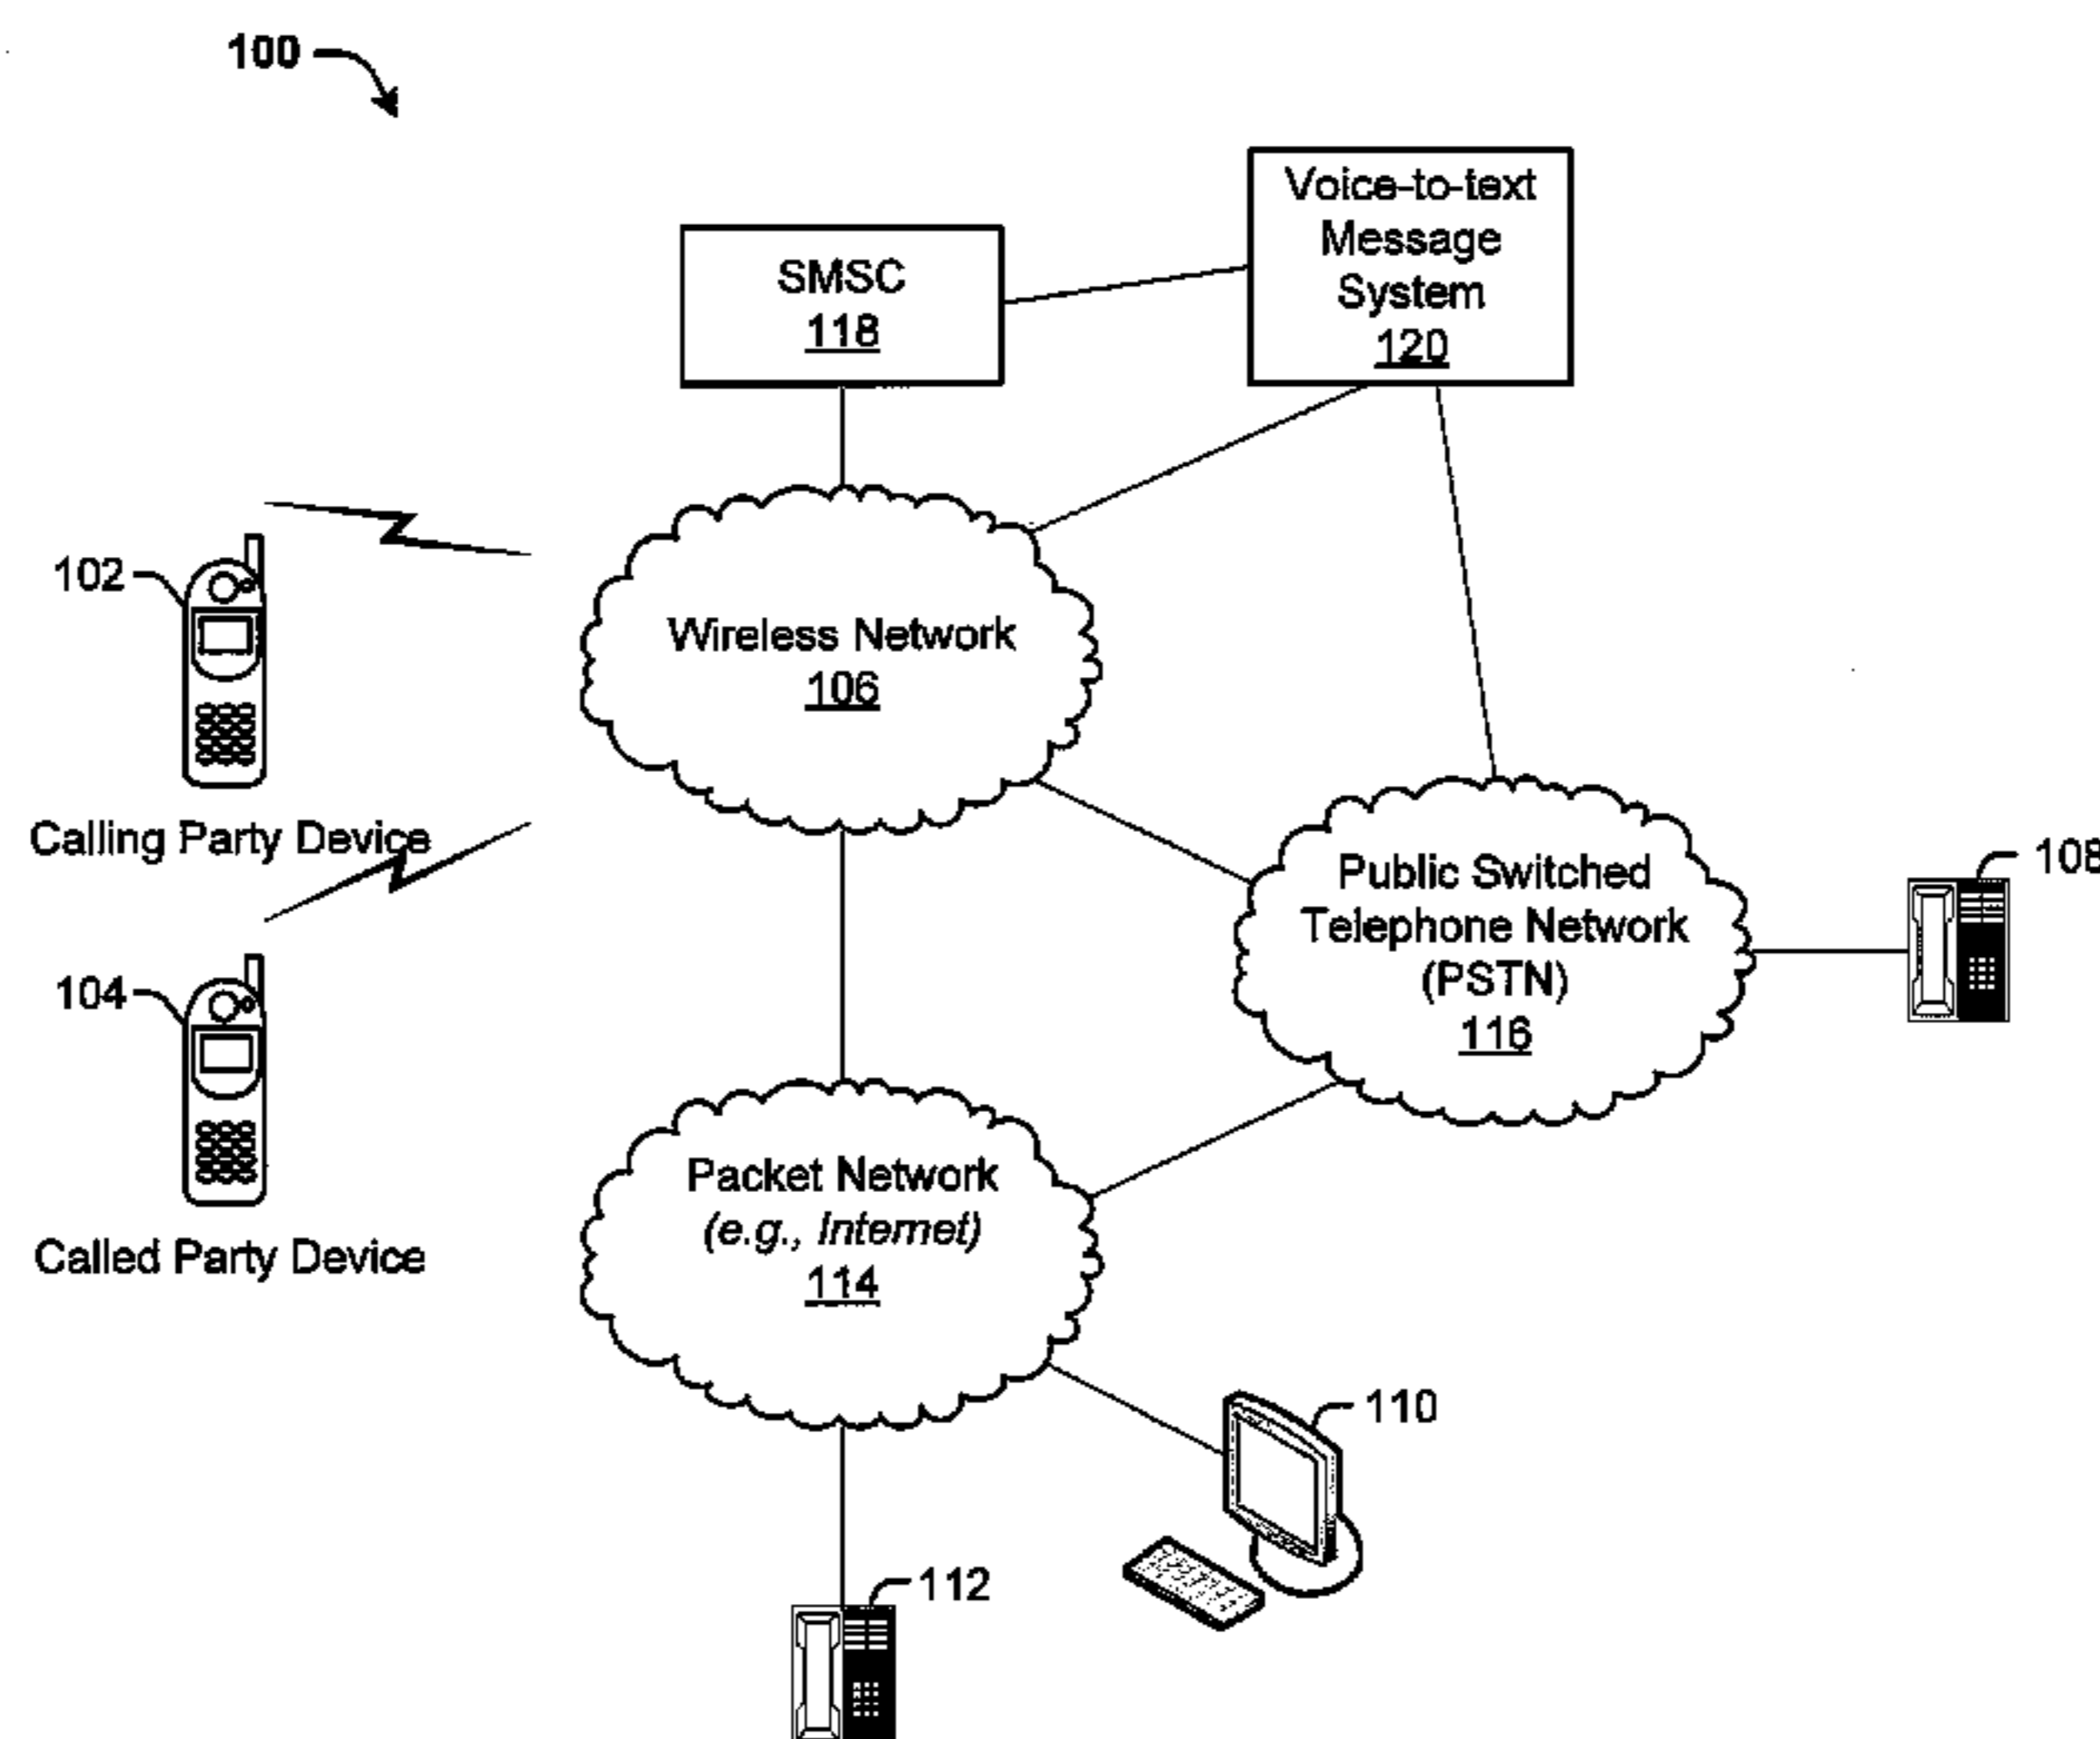 100
Voice-to-text
Message
System
120
SMSC
118
102
Wireless Network
106
Calling Party Device
Public Switched
Telephone Network
(PSTN)
116
108
104
Packet Network
(e.g., Internet)
114
Called Party Device
110
112